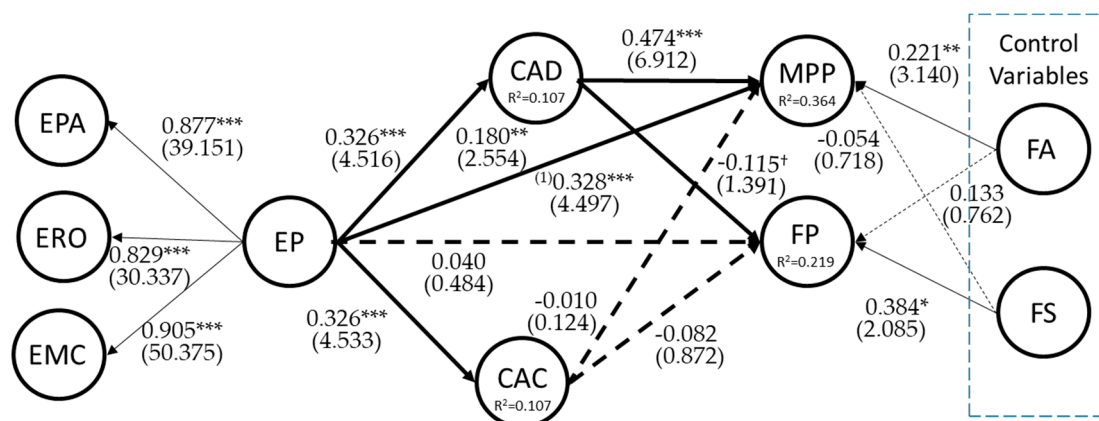 0.474***
(6.912)
CAD
R²=0.107
MPP
R²=0.364
0.221**
(3.140)
Control
Variables
EPA
0.877***
(39.151)
0.326***
(4.516)
0.180**
(2.554)
-0.054
(0.718)
FA
-0.115†
(1.391)
(1)0.328***
(4.497)
0.133
(0.762)
ERO
0.829***
(30.337)
EP
FP
R²=0.219
0.040
(0.484)
0.326***
(4.533)
-0.010
(0.124)
0.384*
(2.085)
FS
EMC
0.905***
(50.375)
-0.082
(0.872)
CAC
R²=0.107